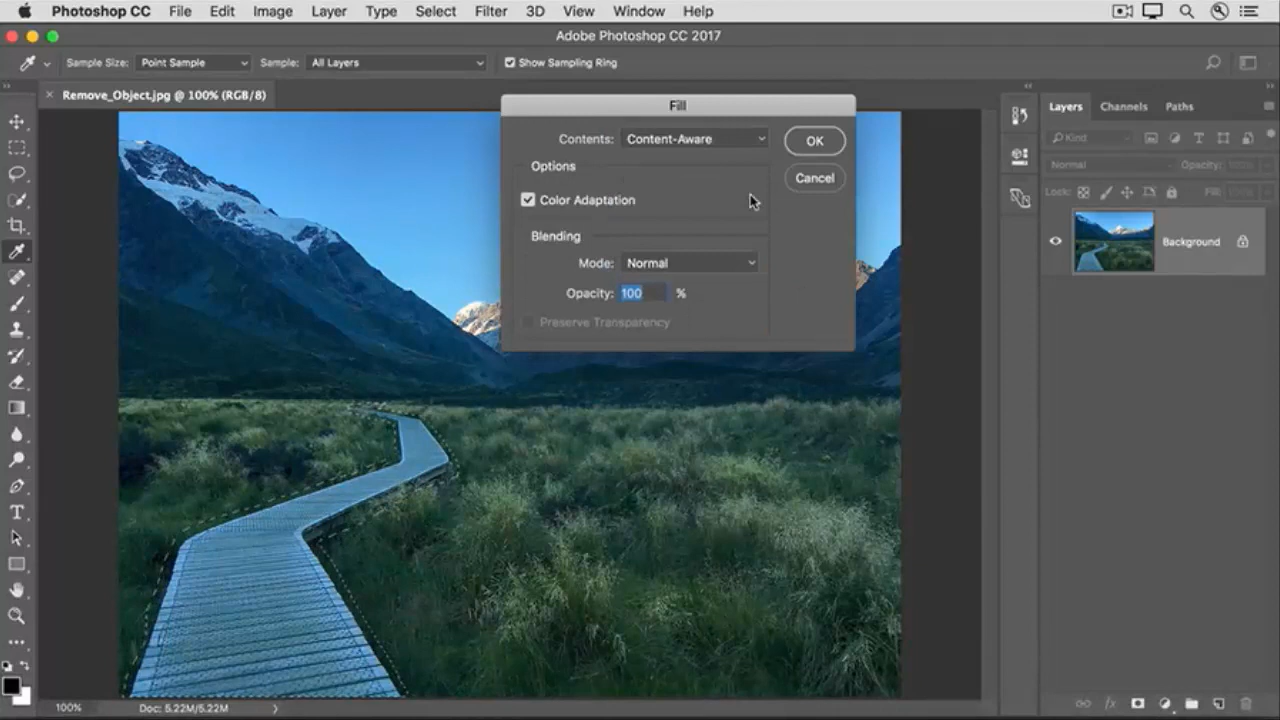 Photoshop CC File Edit Image Layer Type Select Filter 3D View Window Help
Adobe Photoshop CC 2017
Sample Size: Point Sample Sample: All Layers Show Sampling Ring
× Remove_Object.jpg @ 100% (RGB/8)
Fill
Contents: Content-Aware
OK
Options
Cancel
Color Adaptation
Blending
Mode: Normal
Opacity: 100 %
Preserve Transparency
Layers Channels Paths
Kind
Normal Opacity: 100%
Lock: Fill: 100%
Background
100% Doc: 5.22M/5.22M